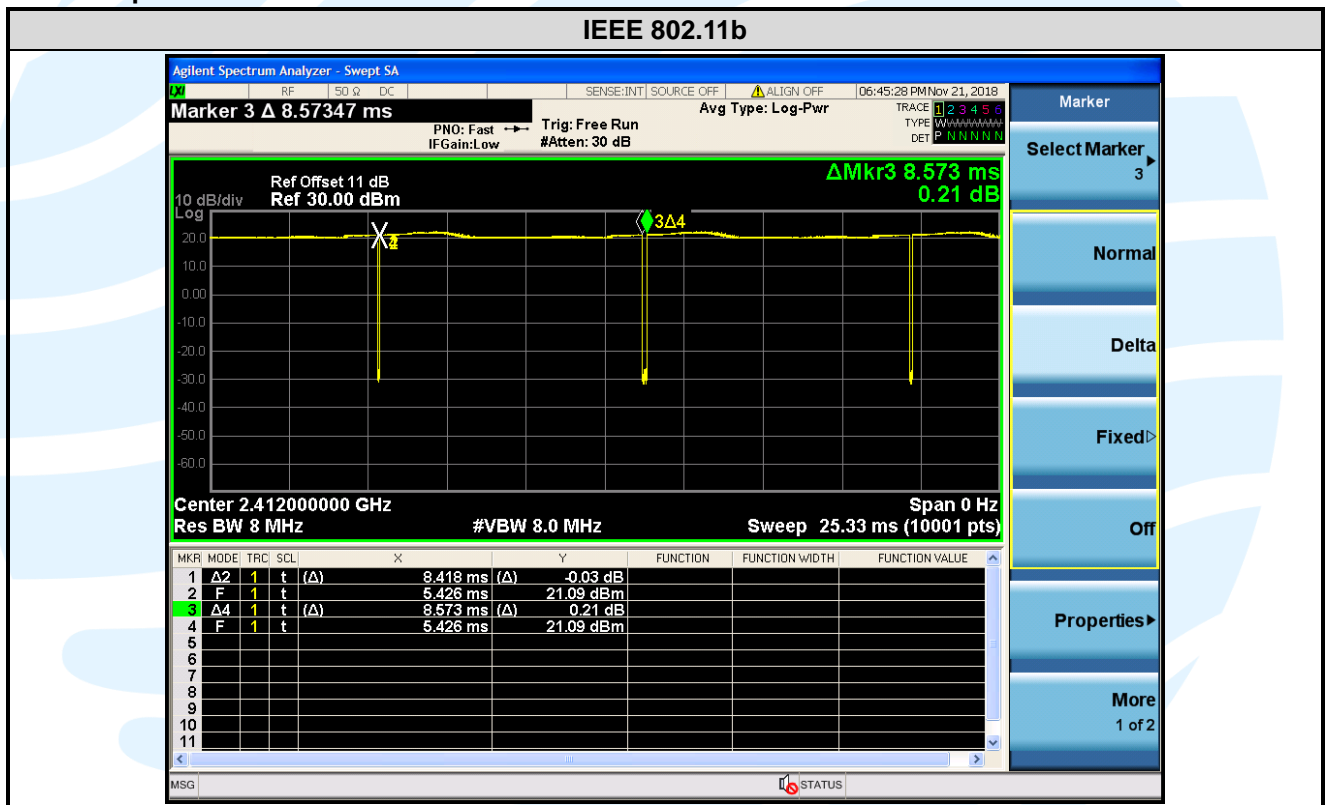 IEEE 802.11b
Agilent Spectrum Analyzer - Swept SA
LXI RF 50 Ω DC SENSE:INT SOURCE OFF ALIGN OFF 06:45:28 PM Nov 21, 2018
Marker 3 Δ 8.57347 ms
PNO: Fast
IFGain:Low
Trig: Free Run
#Atten: 30 dB
Avg Type: Log-Pwr
TRACE 1 2 3 4 5 6
TYPE WWWWWW
DET P N N N N N
ΔMkr3 8.573 ms
0.21 dB
Ref Offset 11 dB
10 dB/div Ref 30.00 dBm
Log
20.0
10.0
0.00
-10.0
-20.0
-30.0
-40.0
-50.0
-60.0
3Δ4
Center 2.412000000 GHz Span 0 Hz
Res BW 8 MHz #VBW 8.0 MHz Sweep 25.33 ms (10001 pts)
MKR MODE TRC SCL X Y FUNCTION FUNCTION WIDTH FUNCTION VALUE
1 Δ2 1 t (Δ) 8.418 ms (Δ) -0.03 dB
2 F 1 t 5.426 ms 21.09 dBm
3 Δ4 1 t (Δ) 8.573 ms (Δ) 0.21 dB
4 F 1 t 5.426 ms 21.09 dBm
5
6
7
8
9
10
11
MSG STATUS
Marker
Select Marker
3
Normal
Delta
Fixed
Off
Properties
More
1 of 2